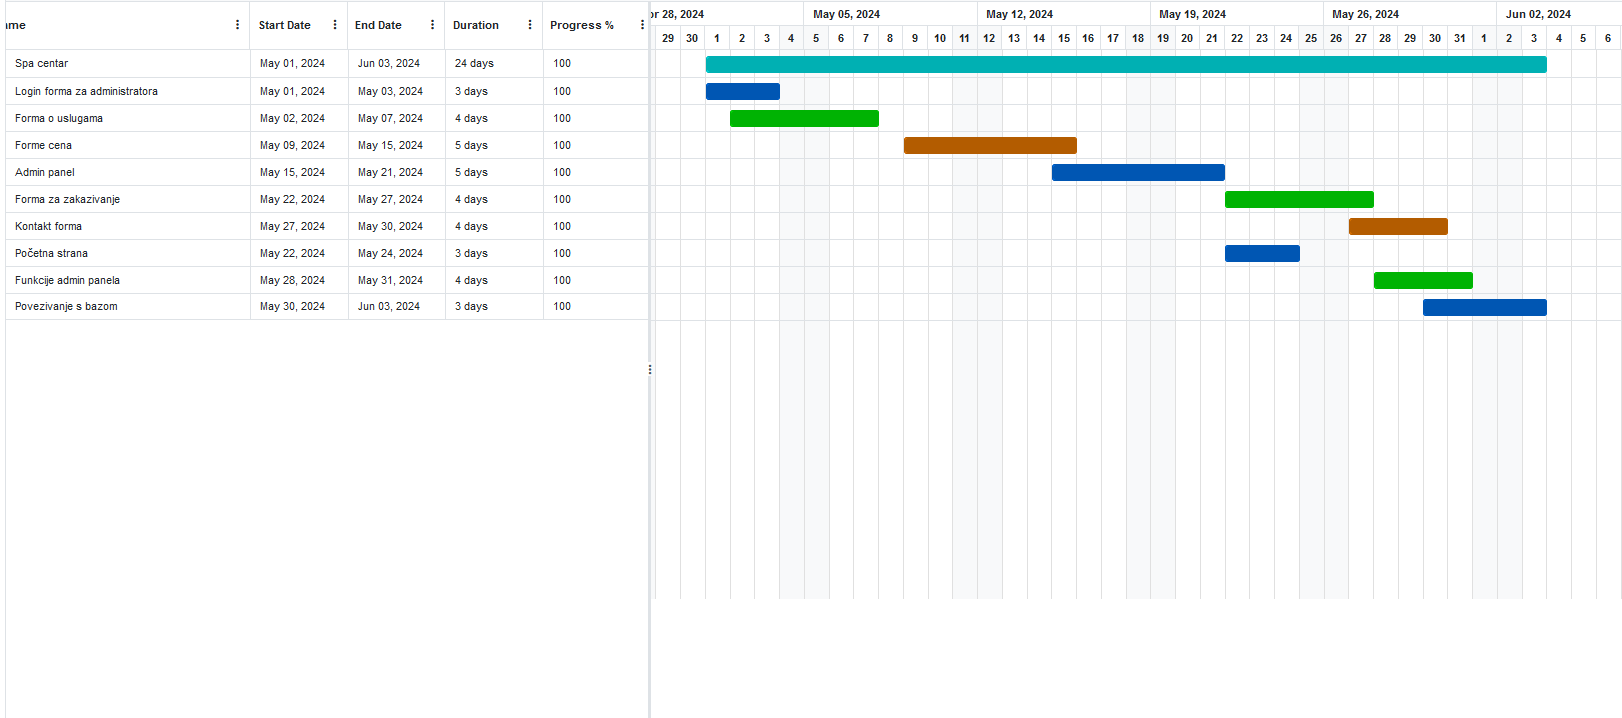 ame Start Date End Date Duration Progress %
Spa centar May 01, 2024 Jun 03, 2024 24 days 100
Login forma za administratora May 01, 2024 May 03, 2024 3 days 100
Forma o uslugama May 02, 2024 May 07, 2024 4 days 100
Forme cena May 09, 2024 May 15, 2024 5 days 100
Admin panel May 15, 2024 May 21, 2024 5 days 100
Forma za zakazivanje May 22, 2024 May 27, 2024 4 days 100
Kontakt forma May 27, 2024 May 30, 2024 4 days 100
Početna strana May 22, 2024 May 24, 2024 3 days 100
Funkcije admin panela May 28, 2024 May 31, 2024 4 days 100
Povezivanje s bazom May 30, 2024 Jun 03, 2024 3 days 100
or 28, 2024 May 05, 2024 May 12, 2024 May 19, 2024 May 26, 2024 Jun 02, 2024
29 30 1 2 3 4 5 6 7 8 9 10 11 12 13 14 15 16 17 18 19 20 21 22 23 24 25 26 27 28 29 30 31 1 2 3 4 5 6